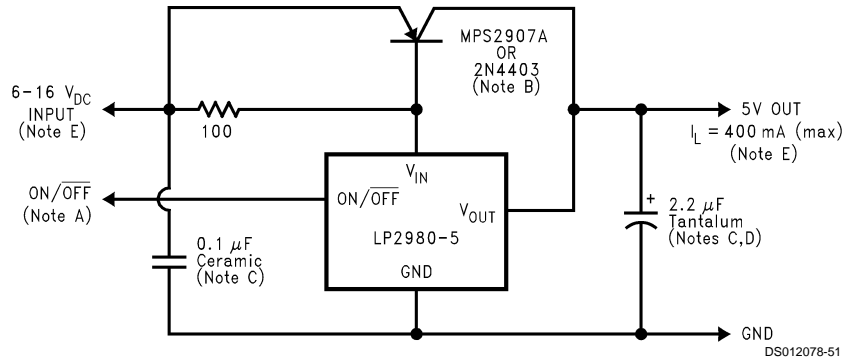 MPS2907A
OR
2N4403
(Note B)
6-16 V_DC
INPUT
(Note E)
100
5V OUT
I_L = 400 mA (max)
(Note E)
V_IN
ON/OFF
(Note A)
ON/OFF
V_OUT
LP2980-5
GND
0.1 μF
Ceramic
(Note C)
+
2.2 μF
Tantalum
(Notes C,D)
GND
DS012078-51